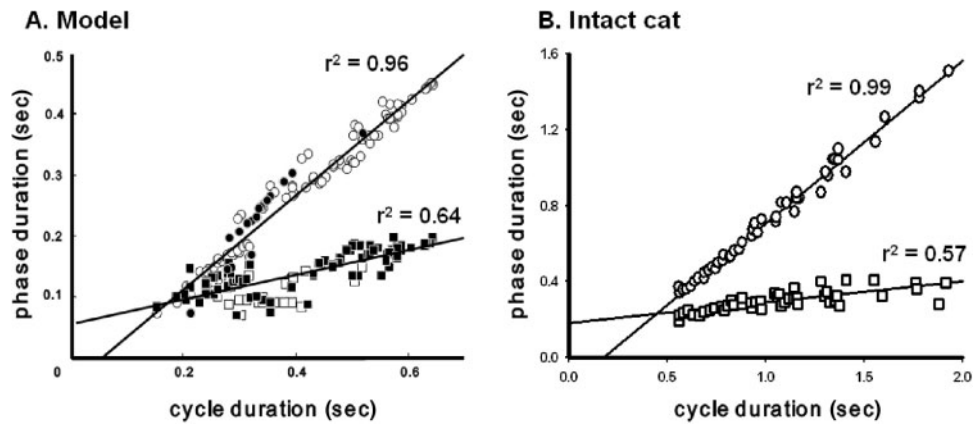 A. Model
0.5
0.4
0.3
0.2
0.1
0
0.2
0.4
0.6
r² = 0.96
r² = 0.64
phase duration (sec)
cycle duration (sec)
B. Intact cat
1.6
1.2
0.8
0.4
0.0
0.0
0.5
1.0
1.5
2.0
r² = 0.99
r² = 0.57
phase duration (sec)
cycle duration (sec)